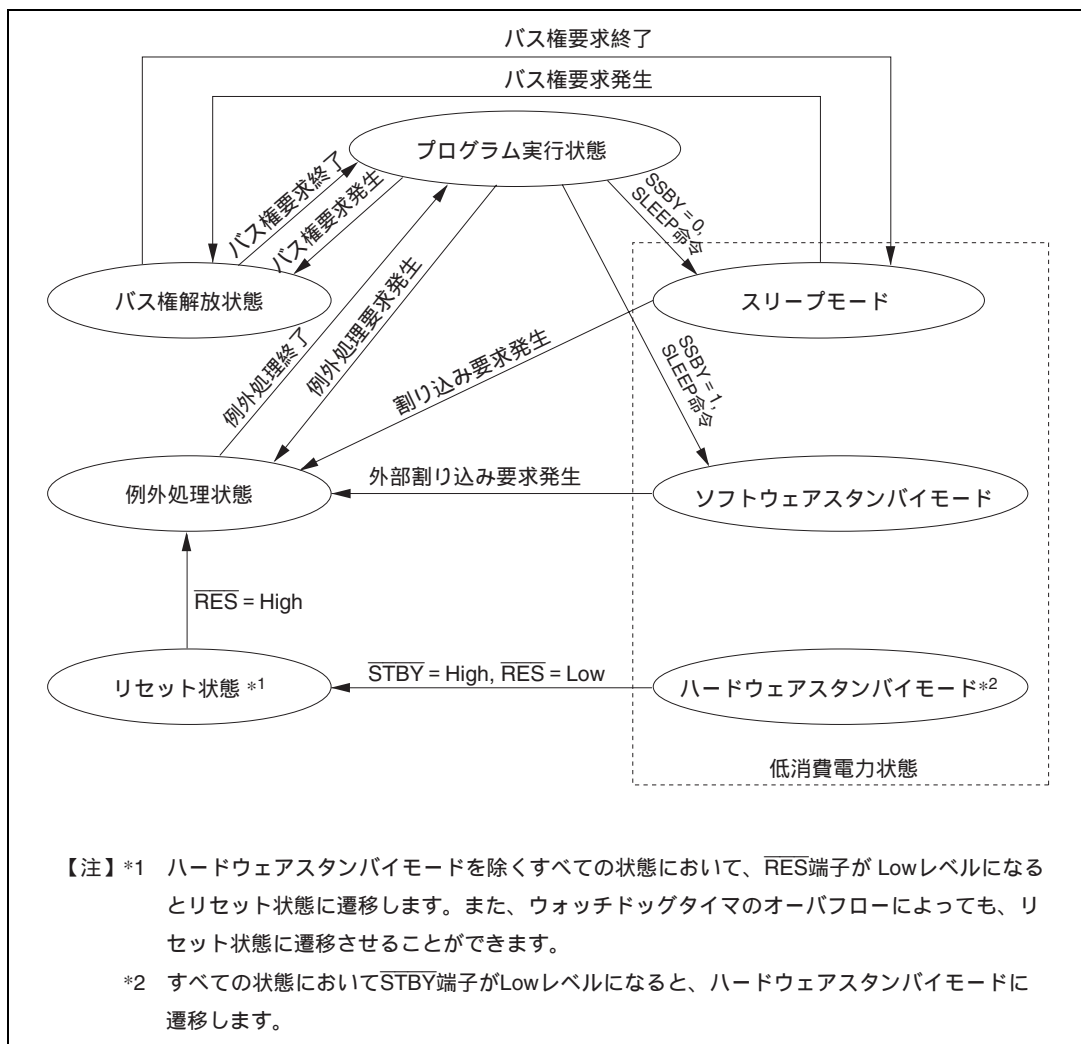 バス権要求終了
バス権要求発生
プログラム実行状態
バス権要求終了
バス権要求発生
SSBY = 0,
SLEEP命令
バス権解放状態
スリープモード
例外処理終了
例外処理要求発生
割り込み要求発生
SSBY = 1,
SLEEP命令
例外処理状態
外部割り込み要求発生
ソフトウェアスタンバイモード
RES = High
リセット状態 *1
STBY = High, RES = Low
ハードウェアスタンバイモード*2
低消費電力状態
【注】*1 ハードウェアスタンバイモードを除くすべての状態において、RES端子が Lowレベルになる
とリセット状態に遷移します。また、ウォッチドッグタイマのオーバフローによっても、リ
セット状態に遷移させることができます。
*2 すべての状態においてSTBY端子がLowレベルになると、ハードウェアスタンバイモードに
遷移します。